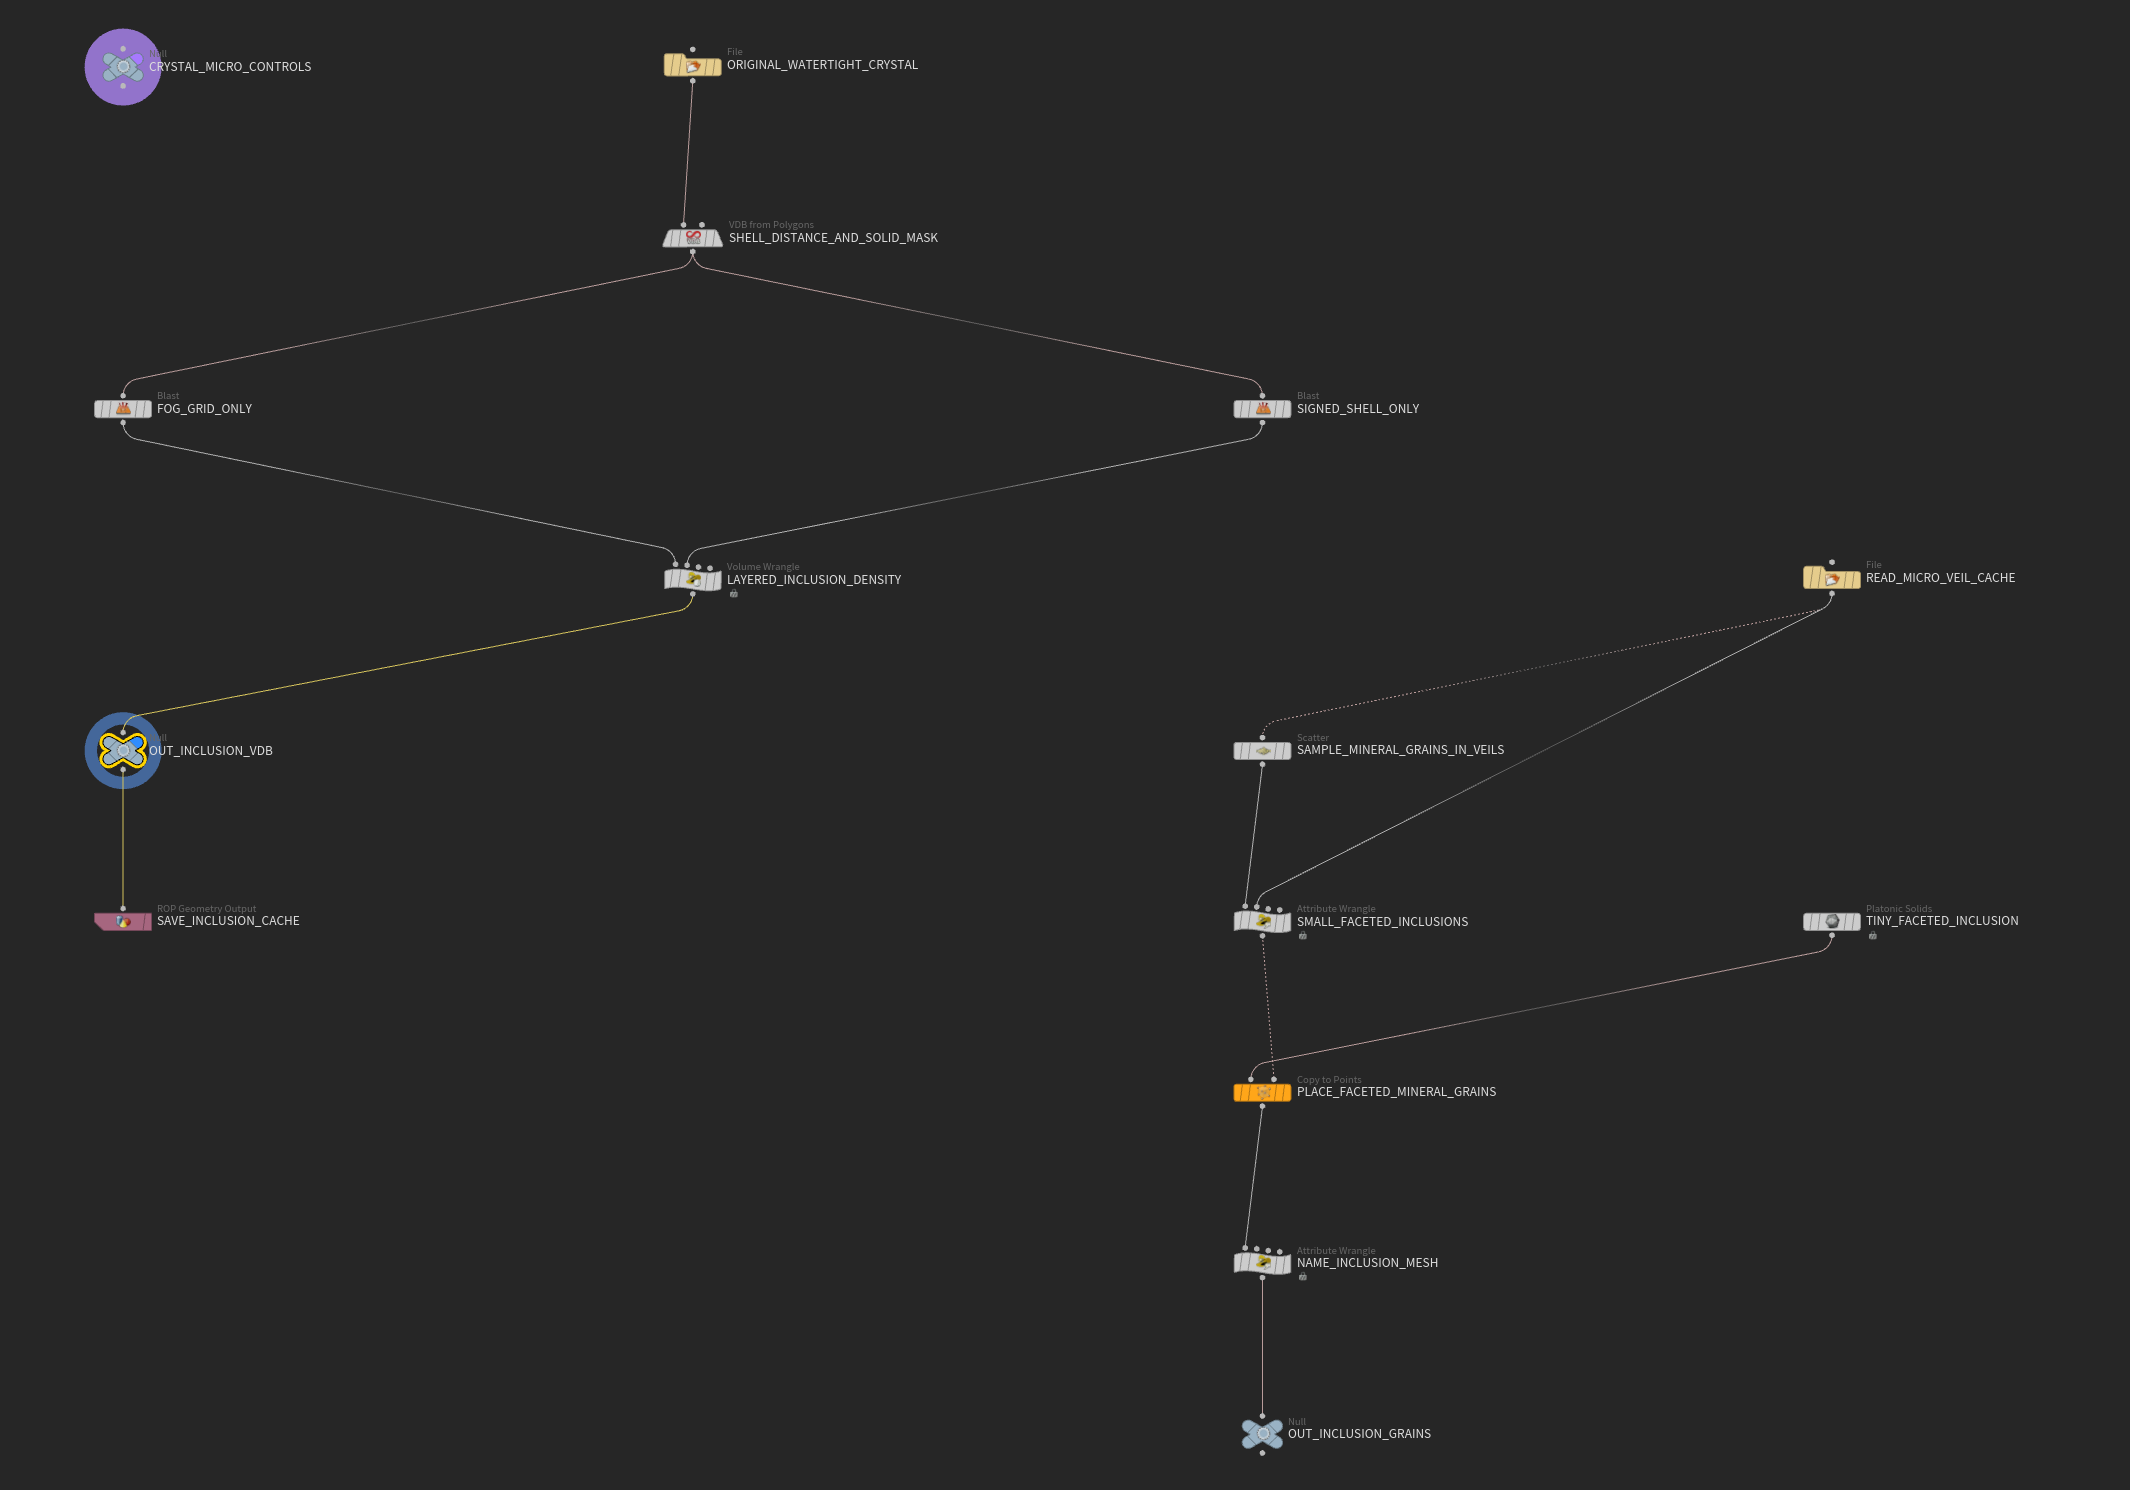 Null
CRYSTAL_MICRO_CONTROLS
File
ORIGINAL_WATERTIGHT_CRYSTAL
VDB from Polygons
SHELL_DISTANCE_AND_SOLID_MASK
Blast
FOG_GRID_ONLY
Blast
SIGNED_SHELL_ONLY
Volume Wrangle
LAYERED_INCLUSION_DENSITY
File
READ_MICRO_VEIL_CACHE
OUT_INCLUSION_VDB
Scatter
SAMPLE_MINERAL_GRAINS_IN_VEILS
ROP Geometry Output
SAVE_INCLUSION_CACHE
Attribute Wrangle
SMALL_FACETED_INCLUSIONS
Platonic Solids
TINY_FACETED_INCLUSION
Copy to Points
PLACE_FACETED_MINERAL_GRAINS
Attribute Wrangle
NAME_INCLUSION_MESH
Null
OUT_INCLUSION_GRAINS